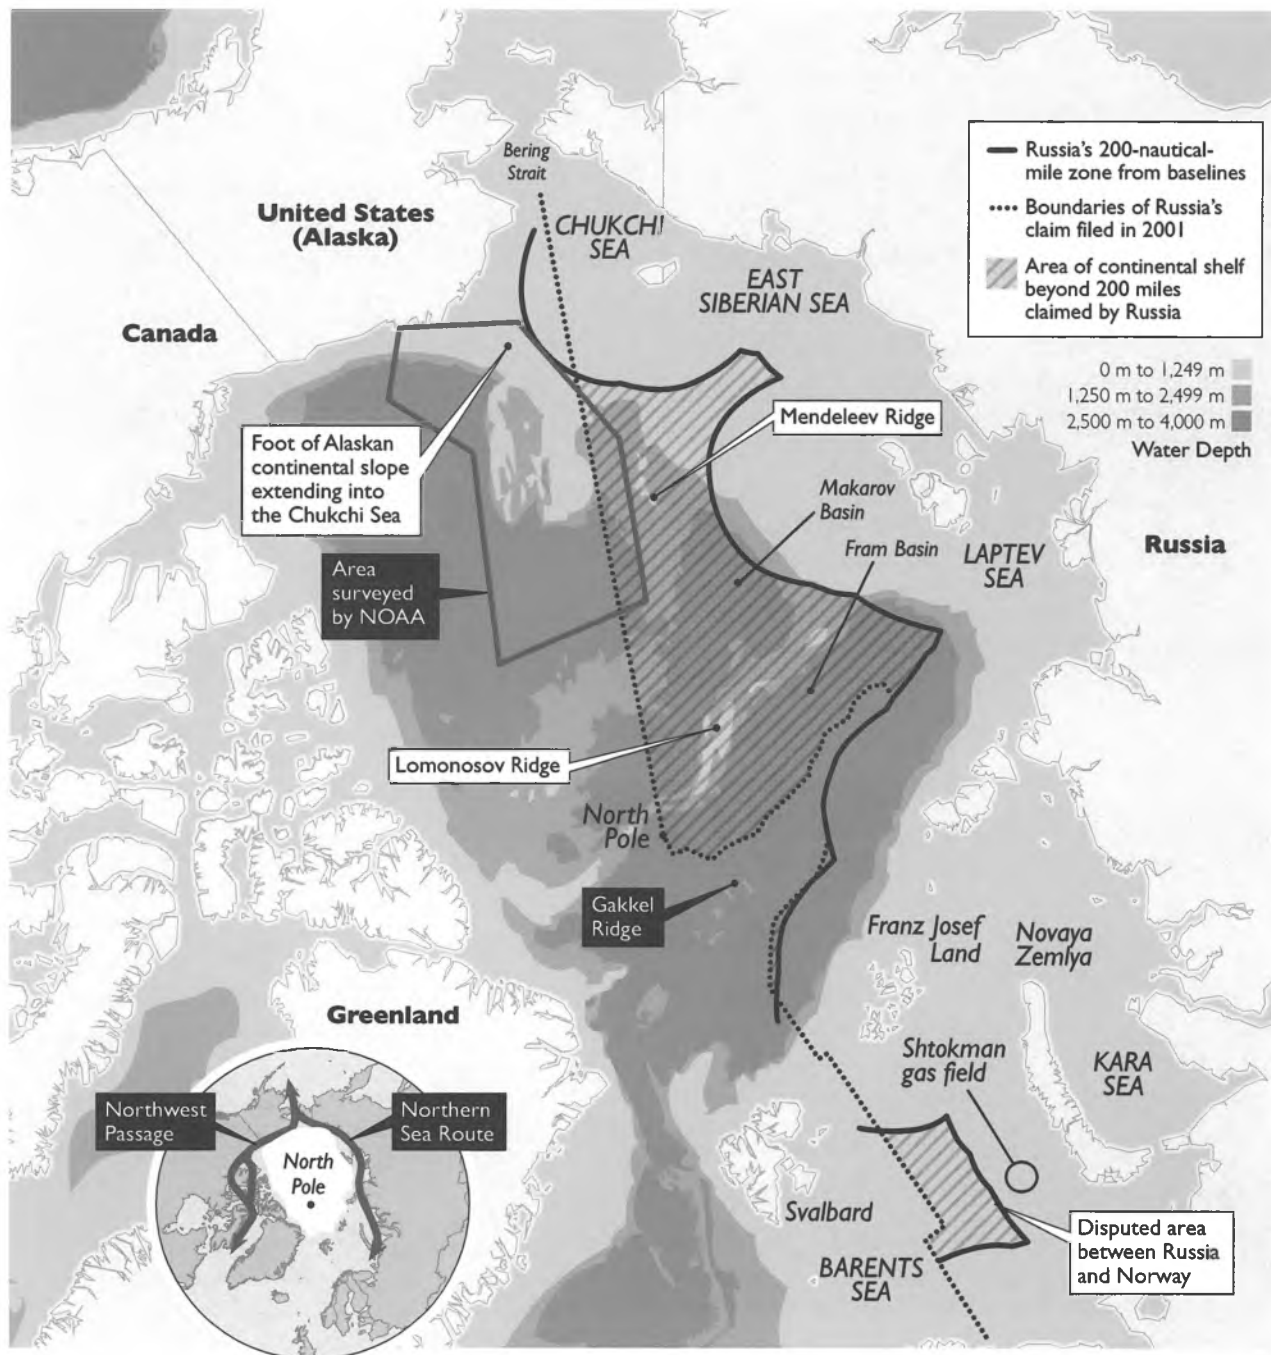 Bering
Strait
United States
(Alaska)
CHUKCHI
SEA
EAST
SIBERIAN SEA
Canada
Russia's 200-nautical-
mile zone from baselines
Boundaries of Russia's
claim filed in 2001
Area of continental shelf
beyond 200 miles
claimed by Russia
0 m to 1,249 m
1,250 m to 2,499 m
2,500 m to 4,000 m
Water Depth
Mendeleev Ridge
Foot of Alaskan
continental slope
extending into
the Chukchi Sea
Makarov
Basin
Fram Basin
LAPTEV
SEA
Russia
Area
surveyed
by NOAA
Lomonosov Ridge
North
Pole
Gakkel
Ridge
Franz Josef
Land
Novaya
Zemlya
Greenland
Shtokman
gas field
KARA
SEA
Northwest
Passage
Northern
Sea Route
North
Pole
Svalbard
BARENTS
SEA
Disputed area
between Russia
and Norway